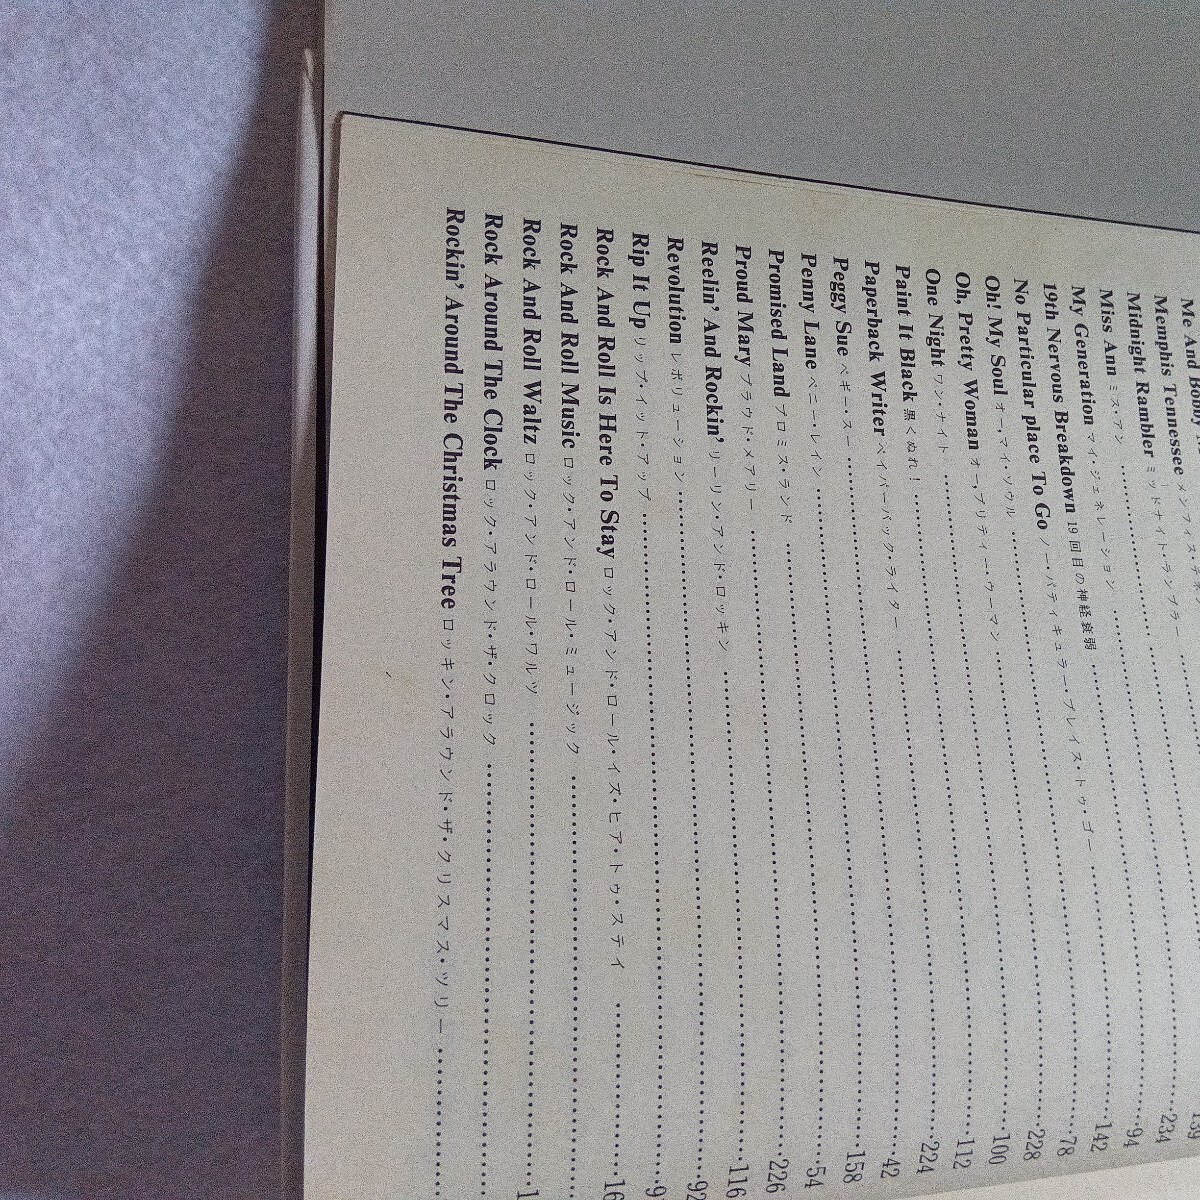 Me And Bobby
Memphis Tennessee メンフィス・テ
Midnight Rambler ミッドナイト・ランブラー
Miss Ann ミス・アン
My Generation マイ・ジェネレーション ……… 234
19th Nervous Breakdown 19回目の神経衰弱 ……… 94
No Particular place To Go ノー・パティキュラー・プレイス・トゥ・ゴー ……… 142
Oh! My Soul オー・マイ・ソウル ……… 78
Oh, Pretty Woman オー・プリティー・ウーマン ……… 228
One Night ワン・ナイト ……… 100
Paint It Black 黒くぬれ! ……… 112
Paperback Writer ペイパーバック・ライター ……… 224
Peggy Sue ペギー・スー ……… 42
Penny Lane ペニー・レイン ……… 158
Promised Land プロミス・ランド ……… 54
Proud Mary プラウド・メアリー ……… 226
Reelin' And Rockin' リーリン・アンド・ロッキン ……… 116
Revolution レボリューション ……… 92
Rip It Up リップ・イット・アップ ……… 9
Rock And Roll Is Here To Stay ロック・アンド・ロール・イズ・ヒア・トゥ・ステイ ……… 16
Rock And Roll Music ロック・アンド・ロール・ミュージック ………
Rock And Roll Waltz ロック・アンド・ロール・ワルツ ……… 1
Rock Around The Clock ロック・アラウンド・ザ・クロック ………
Rockin' Around The Christmas Tree ロッキン・アラウンド・ザ・クリスマス・ツリー ………